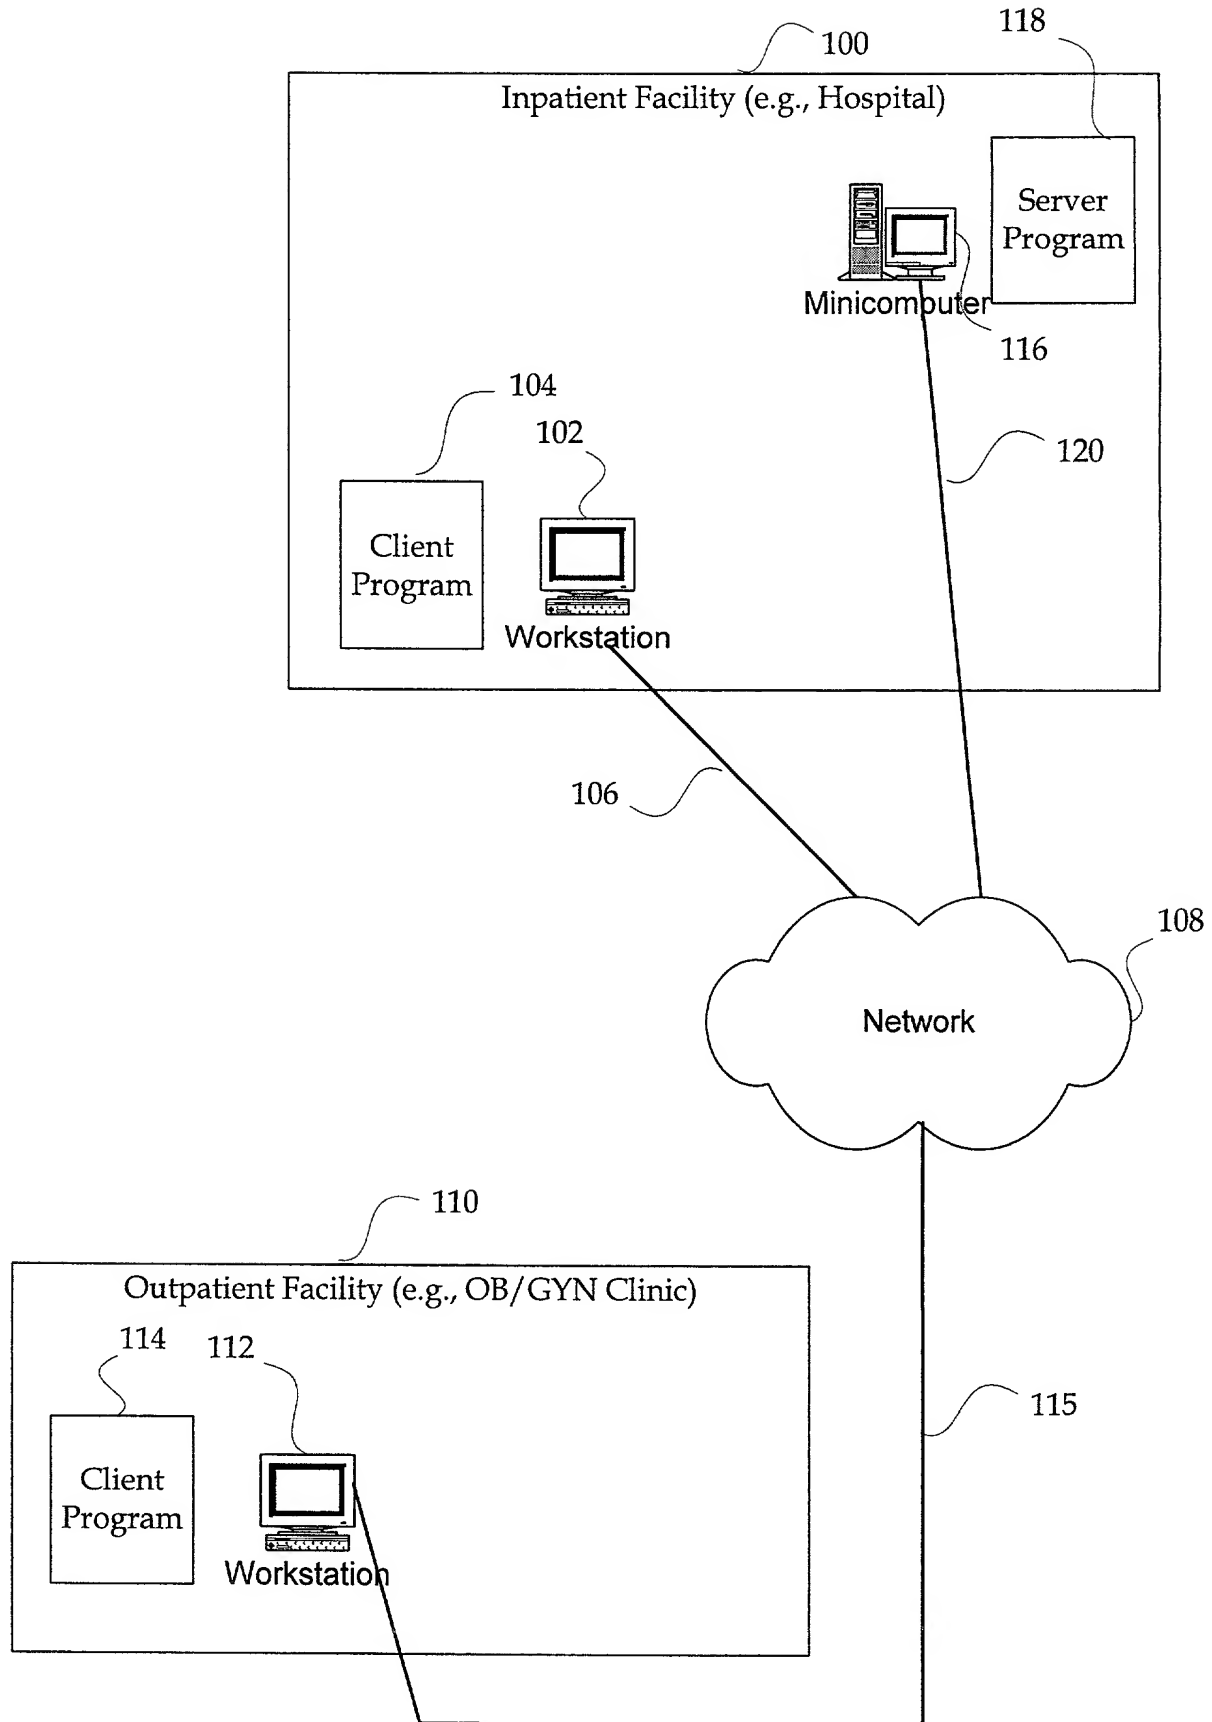 118
100
Inpatient Facility (e.g., Hospital)
Server
Program
Minicomputer
116
104
102
120
Client
Program
Workstation
106
108
Network
110
Outpatient Facility (e.g., OB/GYN Clinic)
114
112
115
Client
Program
Workstation